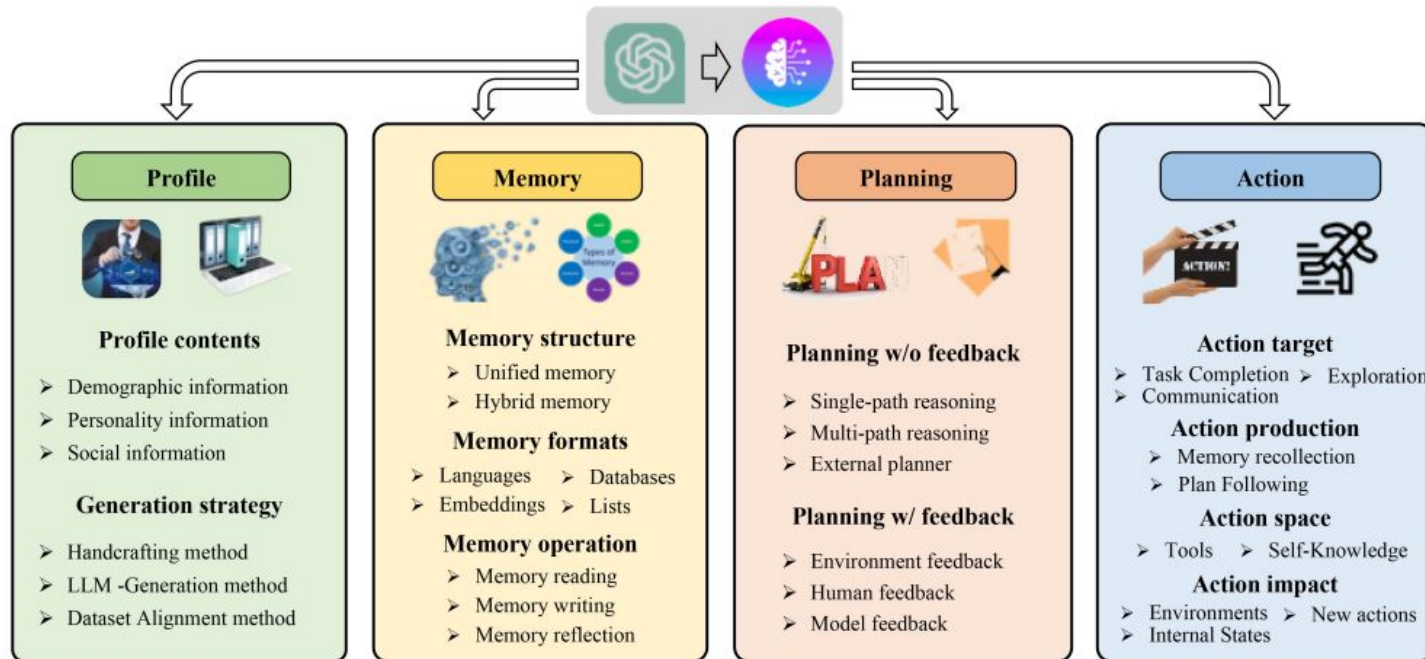 Profile
Profile contents
Demographic information
Personality information
Social information
Generation strategy
Handcrafting method
LLM -Generation method
Dataset Alignment method
Memory
Types of
Memory
Memory structure
Unified memory
Hybrid memory
Memory formats
Languages Databases
Embeddings Lists
Memory operation
Memory reading
Memory writing
Memory reflection
Planning
PLAN
Planning w/o feedback
Single-path reasoning
Multi-path reasoning
External planner
Planning w/ feedback
Environment feedback
Human feedback
Model feedback
Action
ACTION!
Action target
Task Completion Exploration
Communication
Action production
Memory recollection
Plan Following
Action space
Tools Self-Knowledge
Action impact
Environments New actions
Internal States